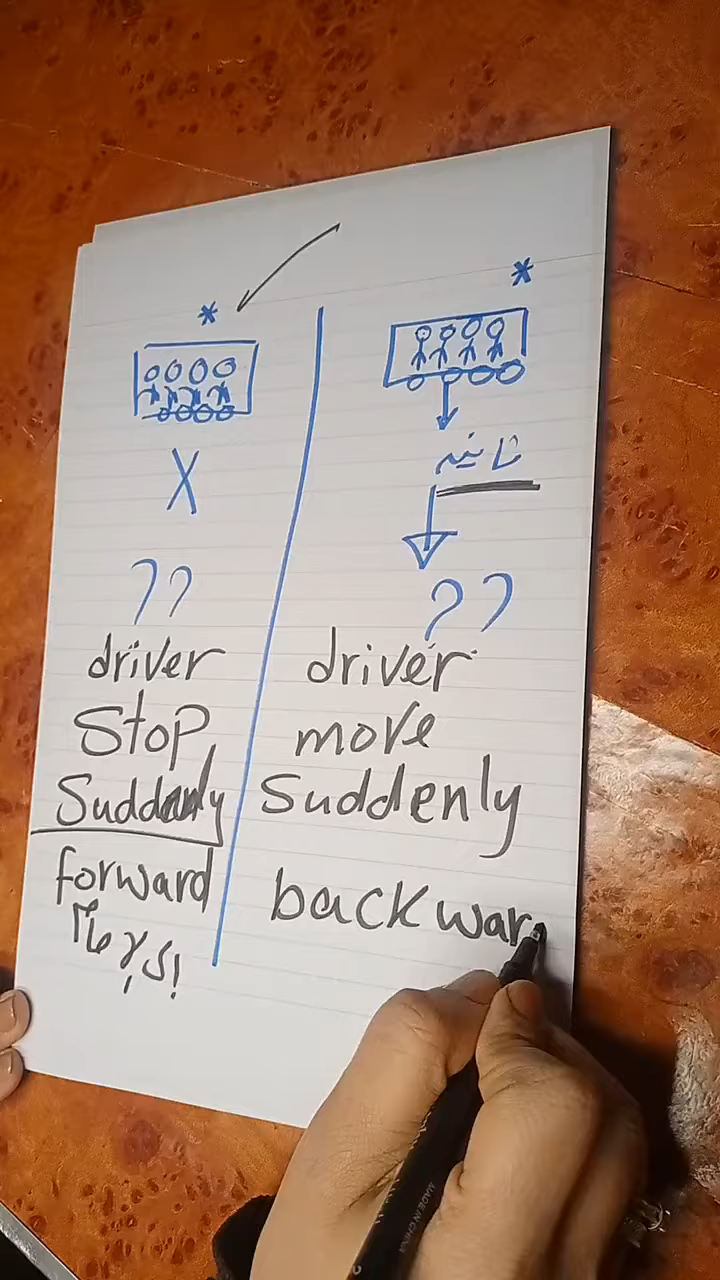 *
X
??
driver
Stop
Suddenly
forward
*
??
driver
move
Suddenly
backwar